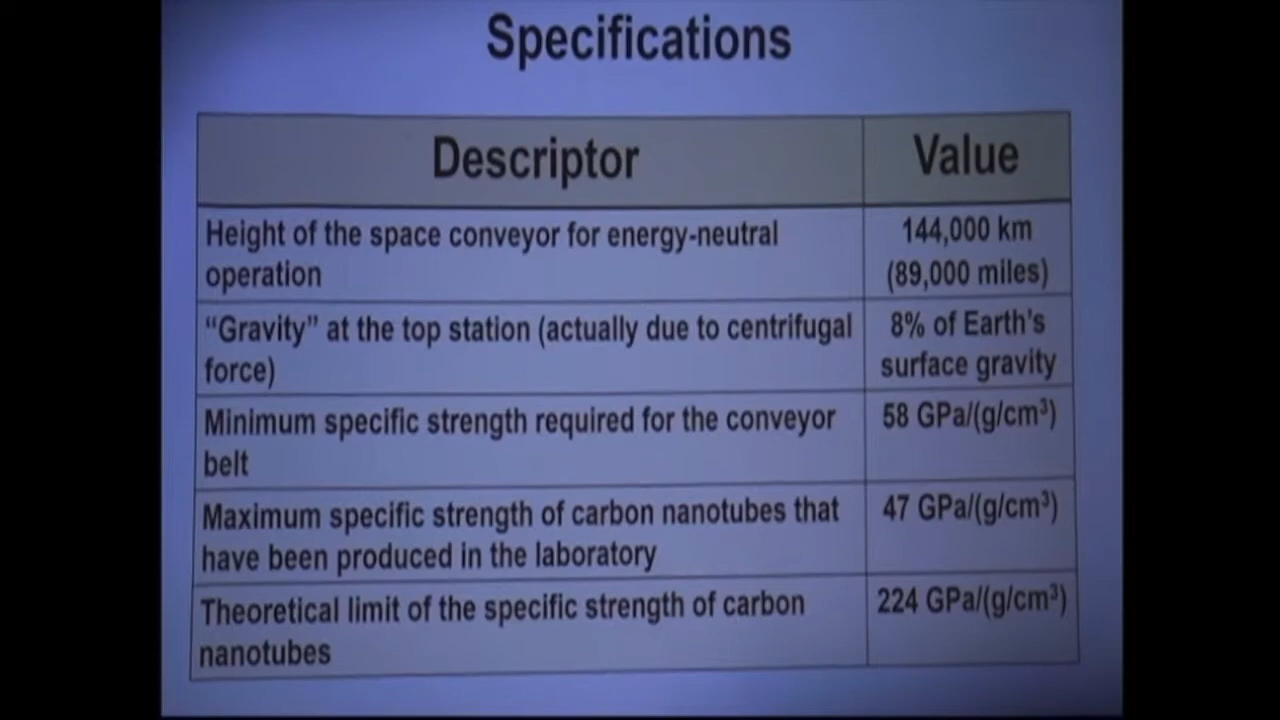 Specifications
Descriptor
Value
Height of the space conveyor for energy-neutral
operation
144,000 km
(89,000 miles)
“Gravity” at the top station (actually due to centrifugal
force)
8% of Earth's
surface gravity
Minimum specific strength required for the conveyor
belt
58 GPa/(g/cm³)
Maximum specific strength of carbon nanotubes that
have been produced in the laboratory
47 GPa/(g/cm³)
Theoretical limit of the specific strength of carbon
nanotubes
224 GPa/(g/cm³)